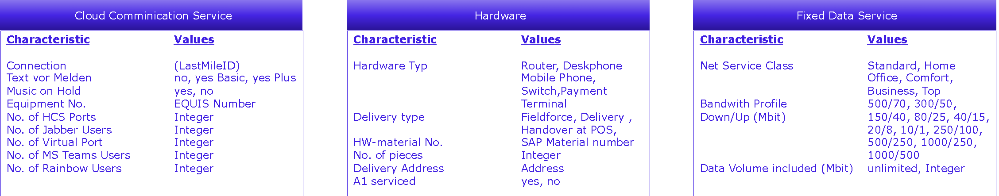 Cloud Comminication Service
Characteristic Values
Connection (LastMileID)
Text vor Melden no, yes Basic, yes Plus
Music on Hold yes, no
Equipment No. EQUIS Number
No. of HCS Ports Integer
No. of Jabber Users Integer
No. of Virtual Port Integer
No. of MS Teams Users Integer
No. of Rainbow Users Integer
Hardware
Characteristic Values
Hardware Typ Router, Deskphone
Mobile Phone,
Switch,Payment
Terminal
Delivery type Fieldforce, Delivery ,
Handover at POS,
HW-material No. SAP Material number
No. of pieces Integer
Delivery Address Address
A1 serviced yes, no
Fixed Data Service
Characteristic Values
Net Service Class Standard, Home
Office, Comfort,
Business, Top
Bandwith Profile 500/70, 300/50,
Down/Up (Mbit) 150/40, 80/25, 40/15,
20/8, 10/1, 250/100,
500/250, 1000/250,
1000/500
Data Volume included (Mbit) unlimited, Integer